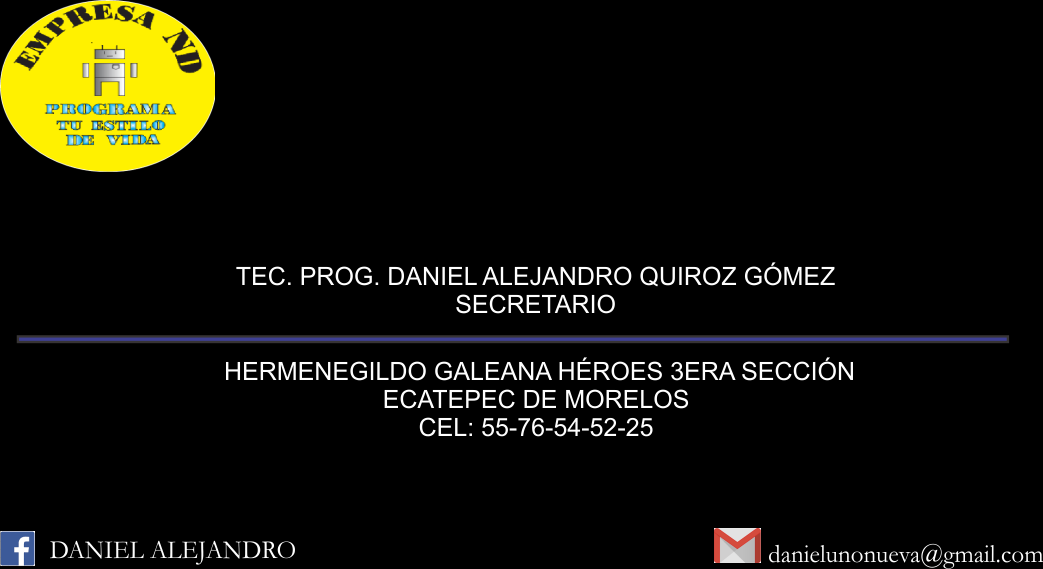 EMPRESA ND
PROGRAMA
TU ESTILO
DE VIDA
TEC. PROG. DANIEL ALEJANDRO QUIROZ GÓMEZ
SECRETARIO
HERMENEGILDO GALEANA HÉROES 3ERA SECCIÓN
ECATEPEC DE MORELOS
CEL: 55-76-54-52-25
DANIEL ALEJANDRO
danielunonueva@gmail.com